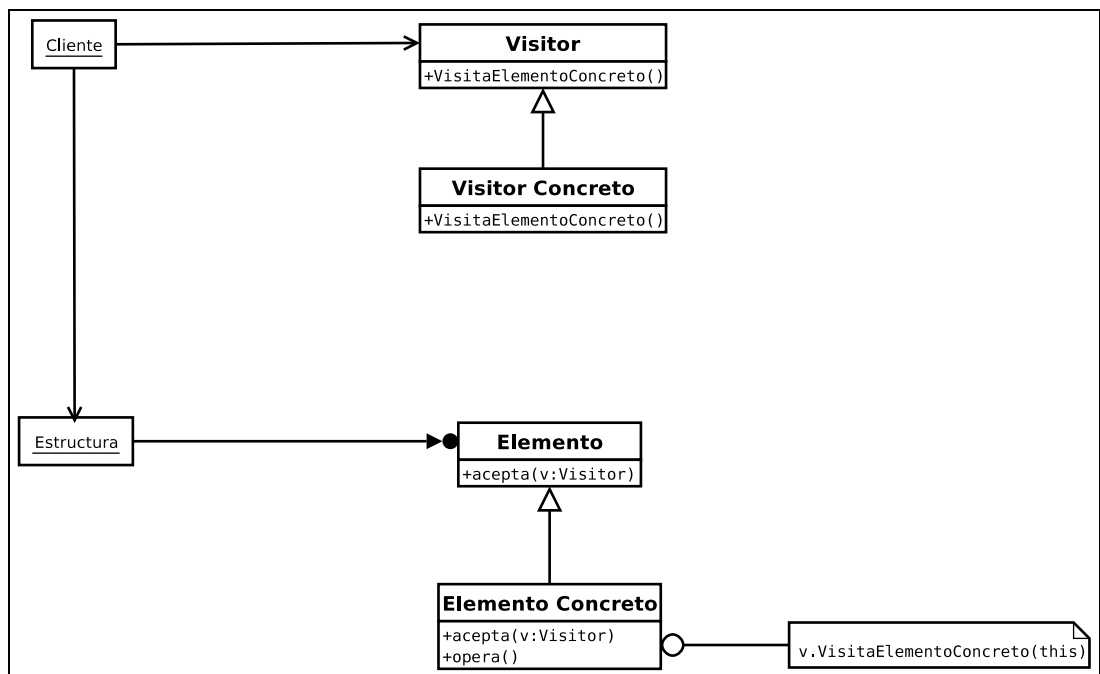 Cliente
Visitor
+VisitaElementoConcreto()
Visitor Concreto
+VisitaElementoConcreto()
Estructura
Elemento
+acepta(v:Visitor)
Elemento Concreto
+acepta(v:Visitor)
+opera()
v.VisitaElementoConcreto(this)